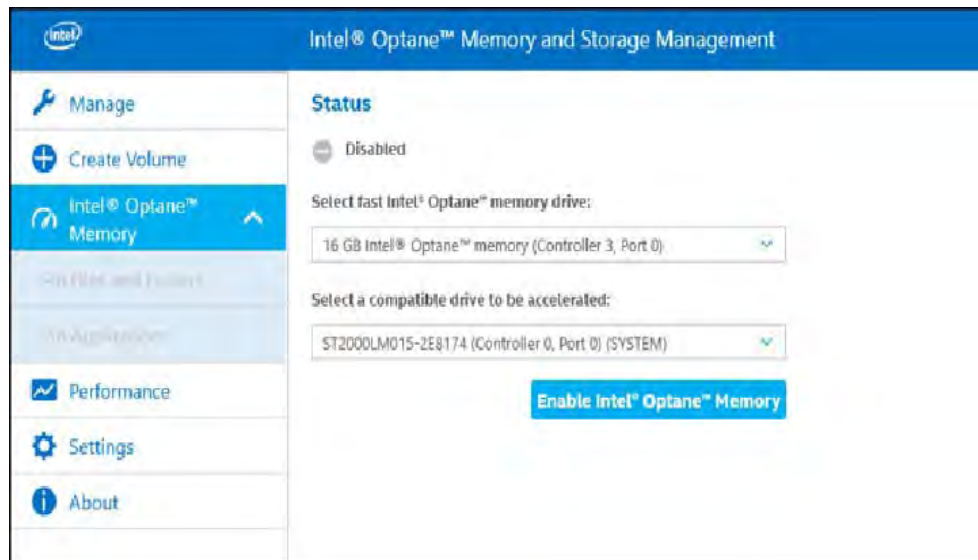 intel
Intel® Optane™ Memory and Storage Management
Manage
Create Volume
Intel® Optane™
Memory
Performance
Settings
About
Status
Disabled
Select fast Intel® Optane™ memory drive:
16 GB Intel® Optane™ memory (Controller 3, Port 0)
Select a compatible drive to be accelerated:
ST2000LM015-2E8174 (Controller 0, Port 0) (SYSTEM)
Enable Intel® Optane™ Memory